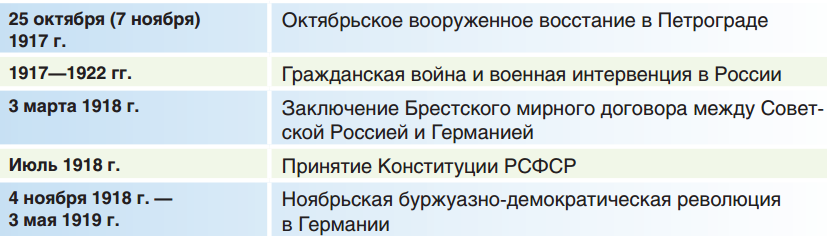 25 октября (7 ноября)
1917 г.
Октябрьское вооруженное восстание в Петрограде
1917—1922 гг.
Гражданская война и военная интервенция в России
3 марта 1918 г.
Заключение Брестского мирного договора между Совет-
ской Россией и Германией
Июль 1918 г.
Принятие Конституции РСФСР
4 ноября 1918 г. —
3 мая 1919 г.
Ноябрьская буржуазно-демократическая революция
в Германии